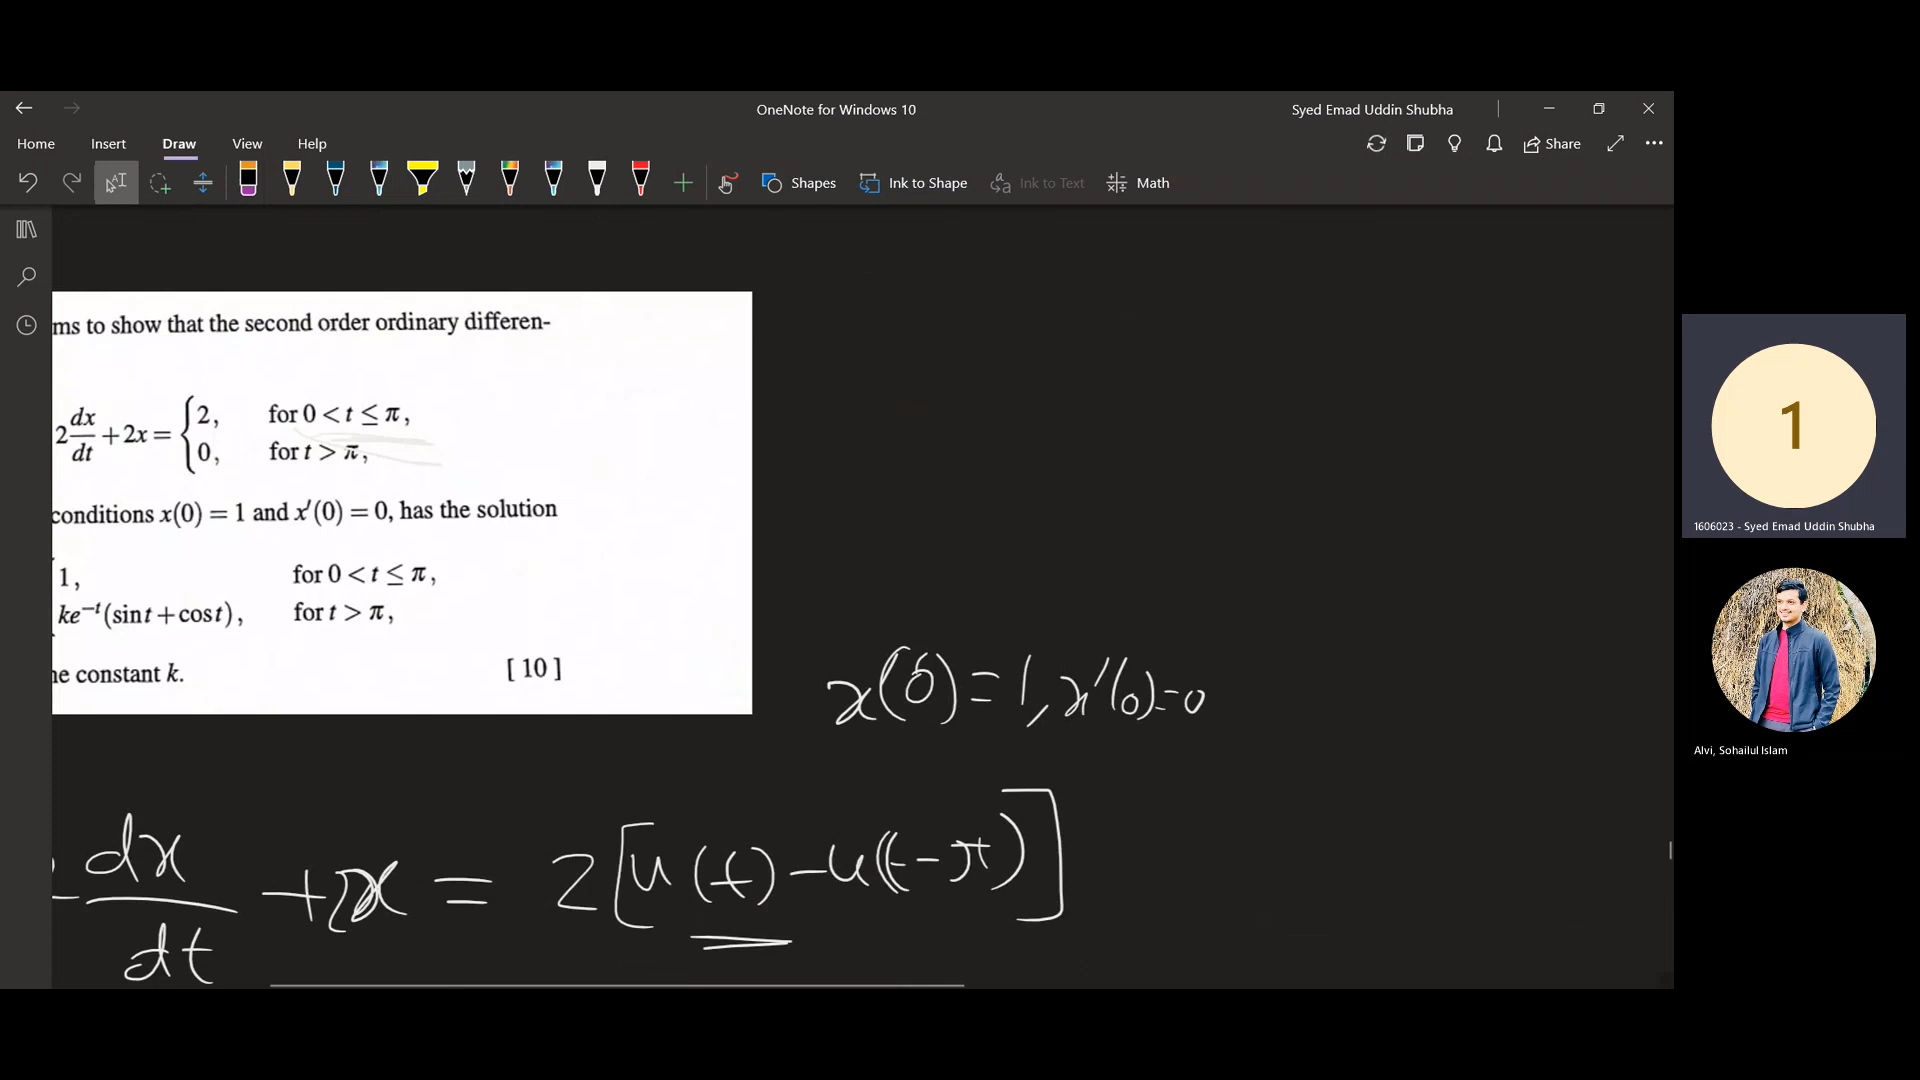 OneNote for Windows 10
Syed Emad Uddin Shubha
Home Insert Draw View Help
Share
Shapes Ink to Shape Ink to Text Math
ms to show that the second order ordinary differen-
2 dx/dt + 2x = { 2, for 0 < t ≤ π,
0, for t > π,
conditions x(0) = 1 and x′(0) = 0, has the solution
1, for 0 < t ≤ π,
ke⁻ᵗ(sin t + cos t), for t > π,
e constant k. [ 10 ]
x(0) = 1, x′(0) = 0
dx/dt + 2x = 2[u(t) − u(t − π)]
1
1606023 - Syed Emad Uddin Shubha
Alvi, Sohailul Islam